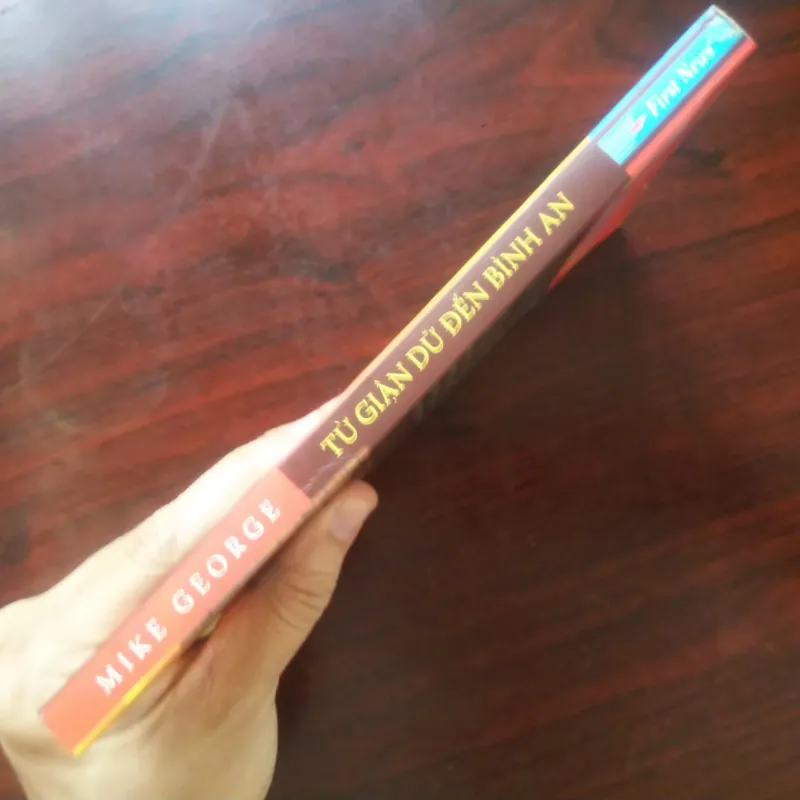 MIKE GEORGE
TỪ GIẬN DỮ ĐẾN BÌNH AN
First News